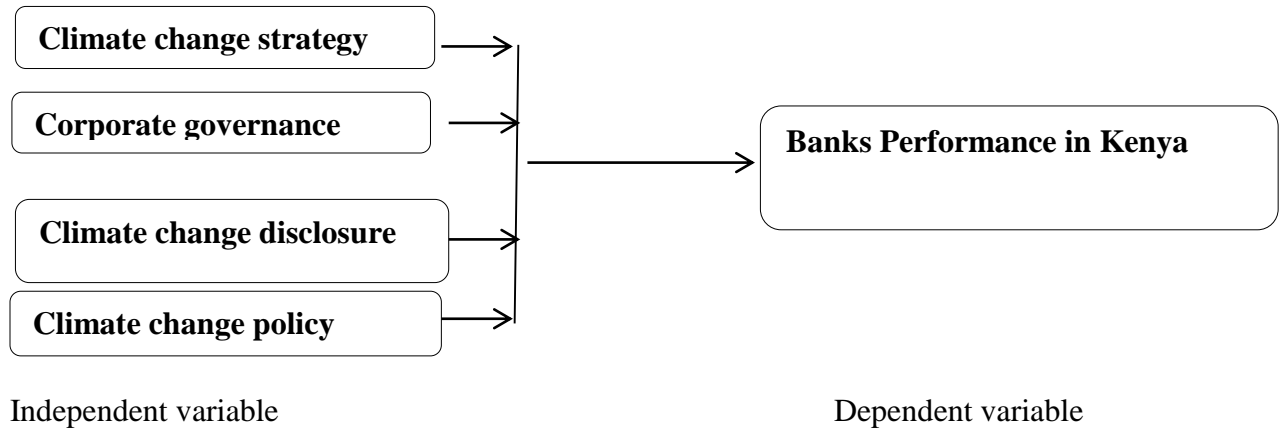 Climate change strategy
Corporate governance
Climate change disclosure
Climate change policy
Banks Performance in Kenya
Independent variable
Dependent variable